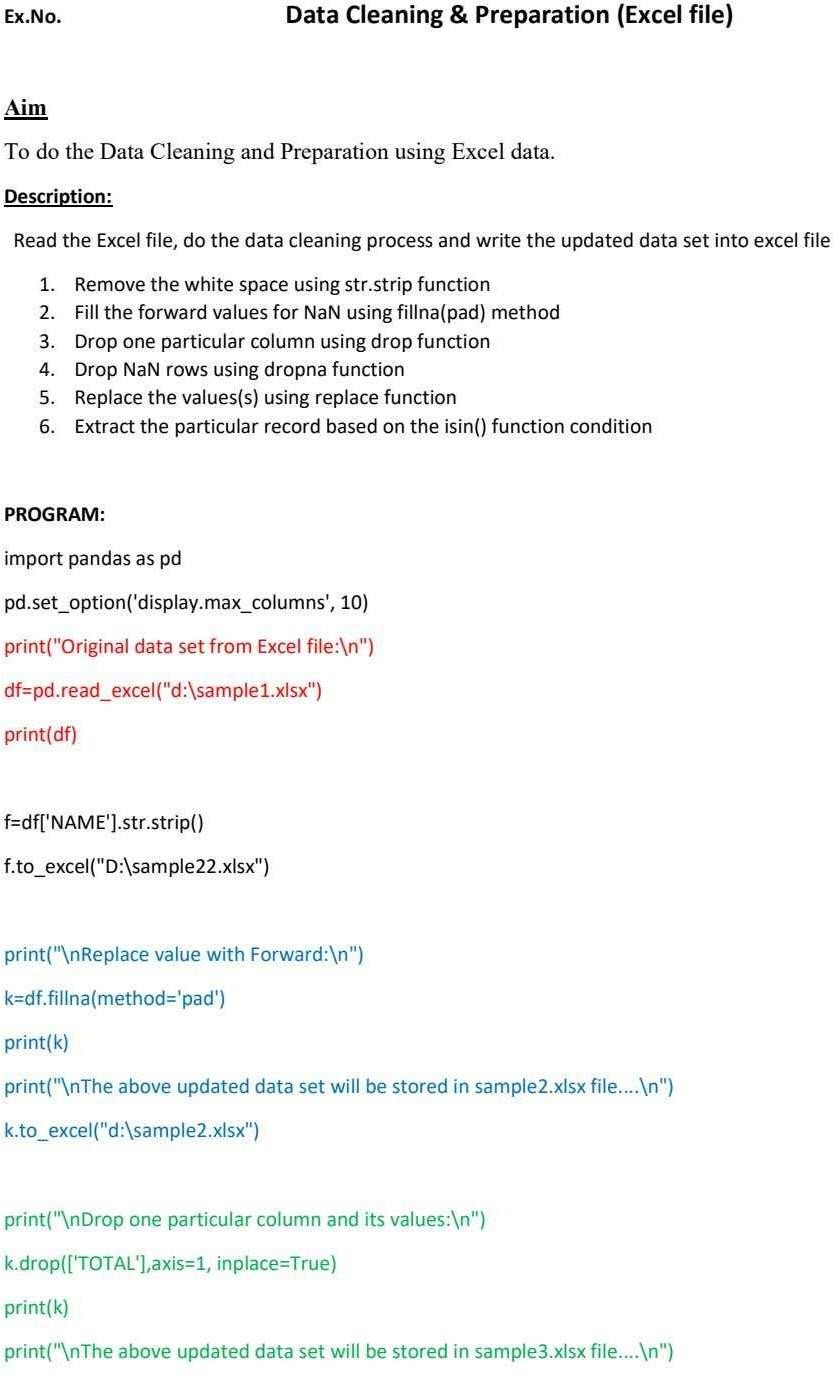 Ex.No. Data Cleaning & Preparation (Excel file)
Aim
To do the Data Cleaning and Preparation using Excel data.
Description:
Read the Excel file, do the data cleaning process and write the updated data set into excel file
1. Remove the white space using str.strip function
2. Fill the forward values for NaN using fillna(pad) method
3. Drop one particular column using drop function
4. Drop NaN rows using dropna function
5. Replace the values(s) using replace function
6. Extract the particular record based on the isin() function condition
PROGRAM:
import pandas as pd
pd.set_option('display.max_columns', 10)
print("Original data set from Excel file:\n")
df=pd.read_excel("d:\sample1.xlsx")
print(df)
f=df['NAME'].str.strip()
f.to_excel("D:\sample22.xlsx")
print("\nReplace value with Forward:\n")
k=df.fillna(method='pad')
print(k)
print("\nThe above updated data set will be stored in sample2.xlsx file....\n")
k.to_excel("d:\sample2.xlsx")
print("\nDrop one particular column and its values:\n")
k.drop(['TOTAL'],axis=1, inplace=True)
print(k)
print("\nThe above updated data set will be stored in sample3.xlsx file....\n")